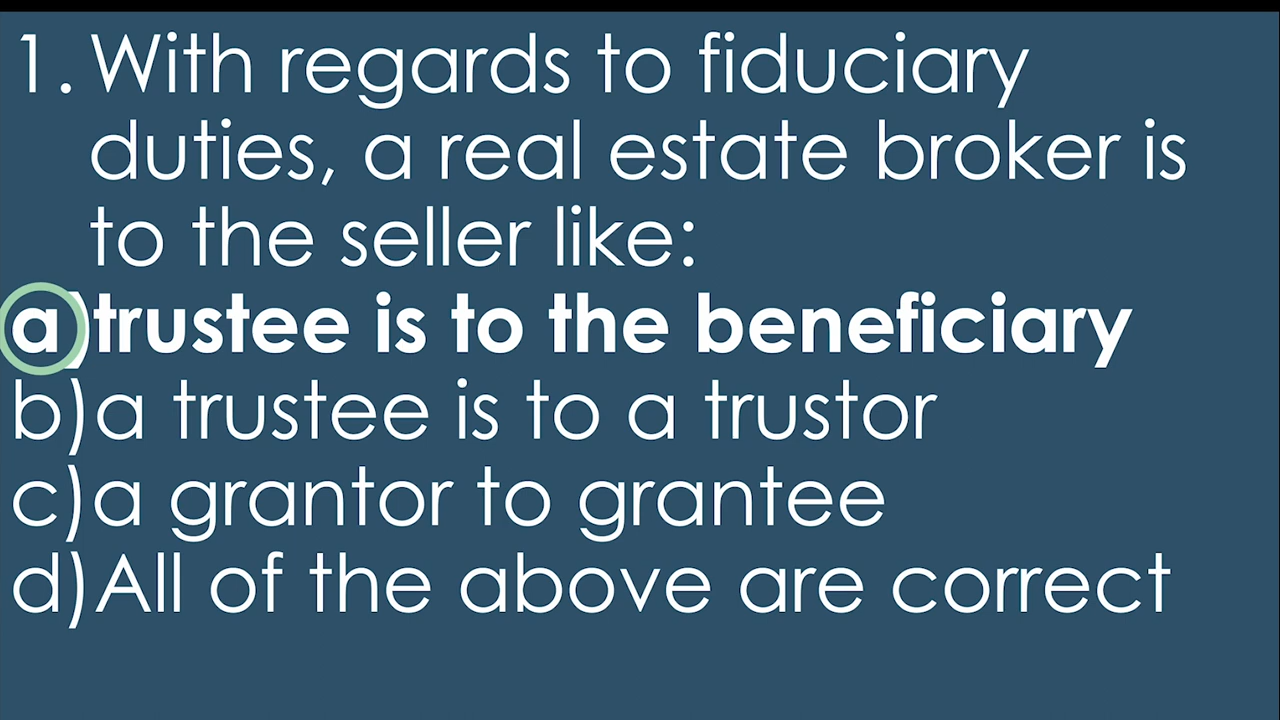 1. With regards to fiduciary
duties, a real estate broker is
to the seller like:
a)trustee is to the beneficiary
b)a trustee is to a trustor
c)a grantor to grantee
d)All of the above are correct